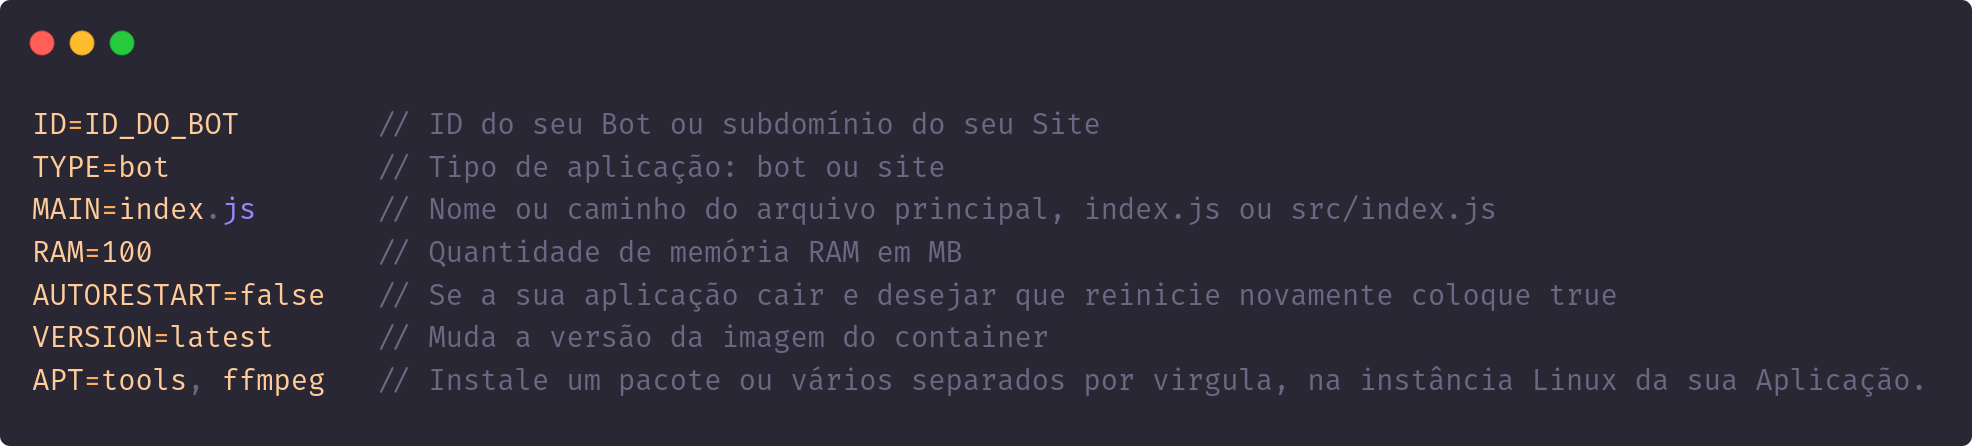 ID=ID_DO_BOT // ID do seu Bot ou subdomínio do seu Site
TYPE=bot // Tipo de aplicação: bot ou site
MAIN=index.js // Nome ou caminho do arquivo principal, index.js ou src/index.js
RAM=100 // Quantidade de memória RAM em MB
AUTORESTART=false // Se a sua aplicação cair e desejar que reinicie novamente coloque true
VERSION=latest // Muda a versão da imagem do container
APT=tools, ffmpeg // Instale um pacote ou vários separados por virgula, na instância Linux da sua Aplicação.